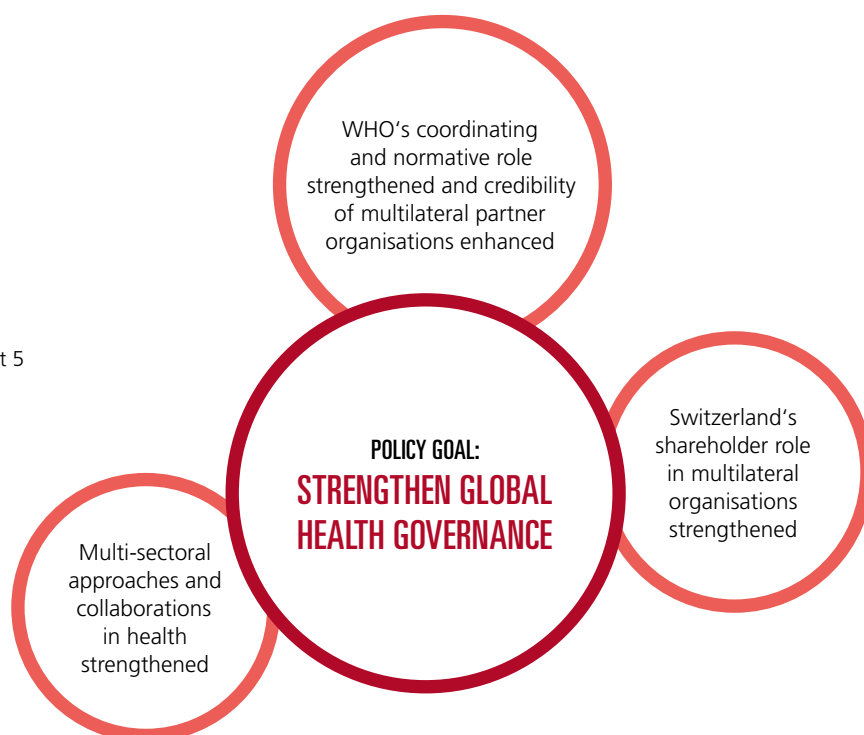 WHO‘s coordinating
and normative role
strengthened and credibility
of multilateral partner
organisations enhanced
t 5
POLICY GOAL:
STRENGTHEN GLOBAL
HEALTH GOVERNANCE
Switzerland‘s
shareholder role
in multilateral
organisations
strengthened
Multi-sectoral
approaches and
collaborations
in health
strengthened